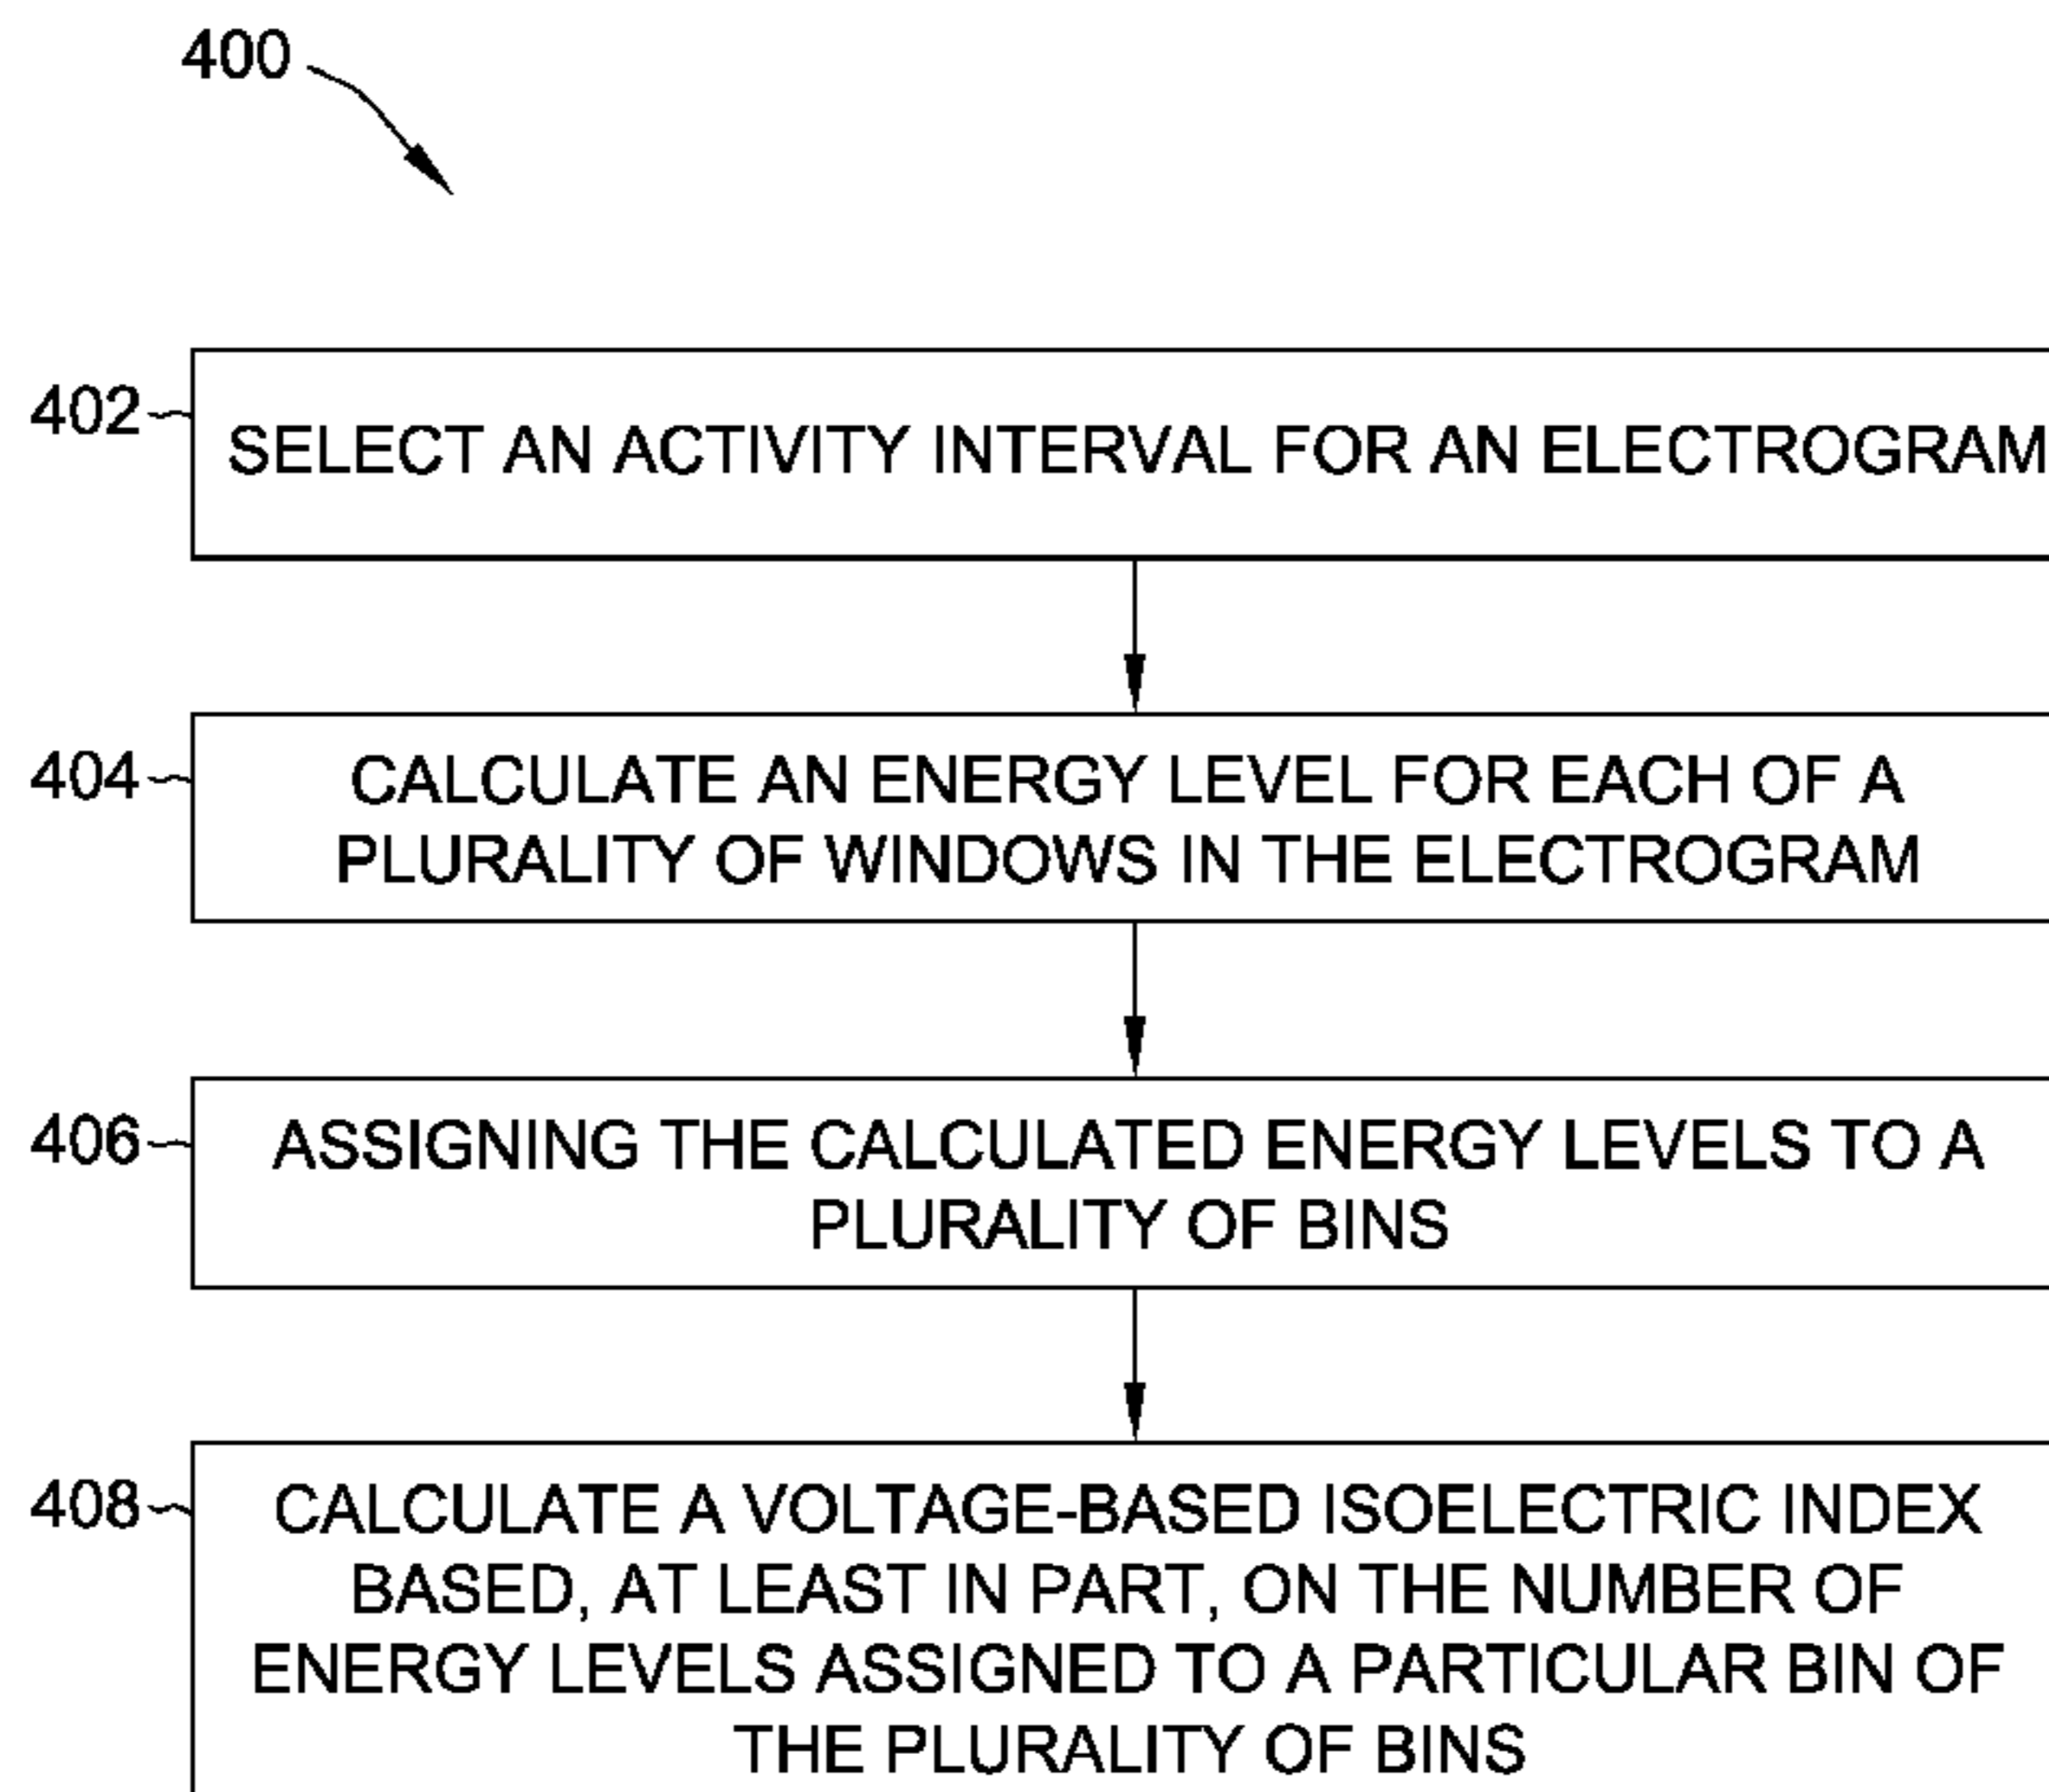 400
402
SELECT AN ACTIVITY INTERVAL FOR AN ELECTROGRAM
404
CALCULATE AN ENERGY LEVEL FOR EACH OF A
PLURALITY OF WINDOWS IN THE ELECTROGRAM
406
ASSIGNING THE CALCULATED ENERGY LEVELS TO A
PLURALITY OF BINS
408
CALCULATE A VOLTAGE-BASED ISOELECTRIC INDEX
BASED, AT LEAST IN PART, ON THE NUMBER OF
ENERGY LEVELS ASSIGNED TO A PARTICULAR BIN OF
THE PLURALITY OF BINS